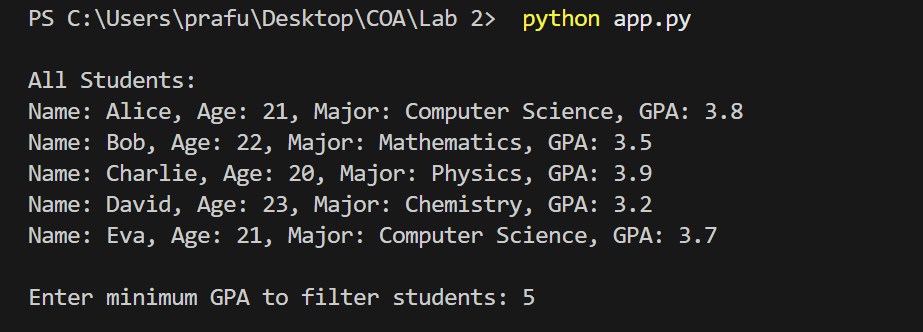 PS C:\Users\prafu\Desktop\COA\Lab 2>  python app.py
All Students:
Name: Alice, Age: 21, Major: Computer Science, GPA: 3.8
Name: Bob, Age: 22, Major: Mathematics, GPA: 3.5
Name: Charlie, Age: 20, Major: Physics, GPA: 3.9
Name: David, Age: 23, Major: Chemistry, GPA: 3.2
Name: Eva, Age: 21, Major: Computer Science, GPA: 3.7
Enter minimum GPA to filter students: 5